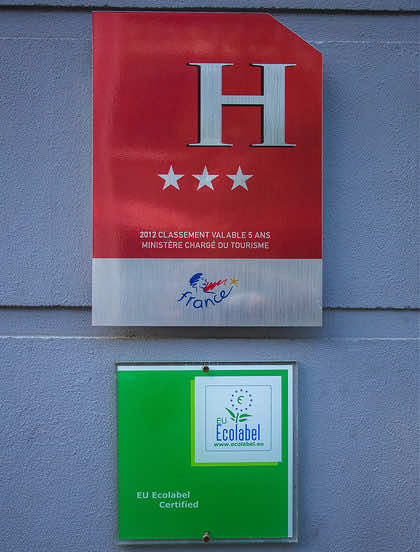 H
2012 CLASSEMENT VALABLE 5 ANS
MINISTÈRE CHARGÉ DU TOURISME
france
EU
Ecolabel
www.ecolabel.eu
EU Ecolabel
Certified